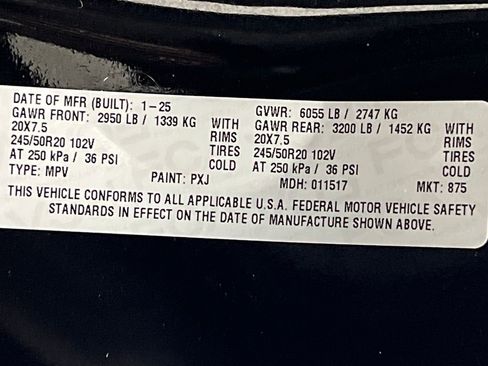 DATE OF MFR (BUILT): 1-25 GVWR: 6055 LB / 2747 KG
GAWR FRONT: 2950 LB / 1339 KG WITH GAWR REAR: 3200 LB / 1452 KG WITH
20X7.5 RIMS 20X7.5 RIMS
245/50R20 102V TIRES 245/50R20 102V TIRES
AT 250 kPa / 36 PSI COLD AT 250 kPa / 36 PSI COLD
TYPE: MPV PAINT: PXJ MDH: 011517 MKT: 875
THIS VEHICLE CONFORMS TO ALL APPLICABLE U.S.A. FEDERAL MOTOR VEHICLE SAFETY
STANDARDS IN EFFECT ON THE DATE OF MANUFACTURE SHOWN ABOVE.